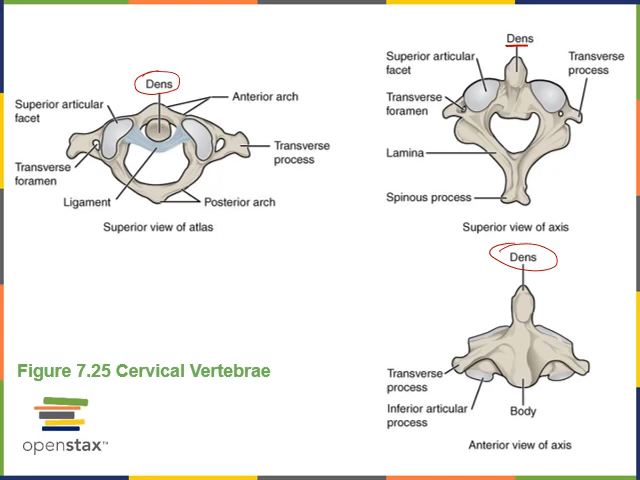 Dens
Superior articular
facet
Anterior arch
Transverse
process
Transverse
foramen
Ligament
Posterior arch
Superior view of atlas
Dens
Superior articular
facet
Transverse
process
Transverse
foramen
Lamina
Spinous process
Superior view of axis
Dens
Transverse
process
Inferior articular
process
Body
Anterior view of axis
Figure 7.25 Cervical Vertebrae
openstax™